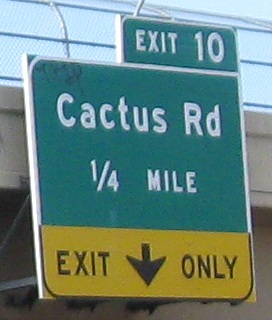 EXIT 10
Cactus Rd
1/4 MILE
EXIT ONLY